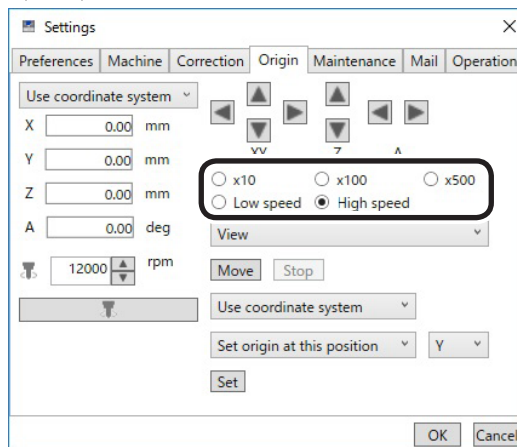 Settings
Preferences Machine Correction Origin Maintenance Mail Operation
Use coordinate system
X 0.00 mm
Y 0.00 mm
Z 0.00 mm
A 0.00 deg
12000 rpm
XY Z A
x10 x100 x500
Low speed High speed
View
Move Stop
Use coordinate system
Set origin at this position Y
Set
OK Cancel